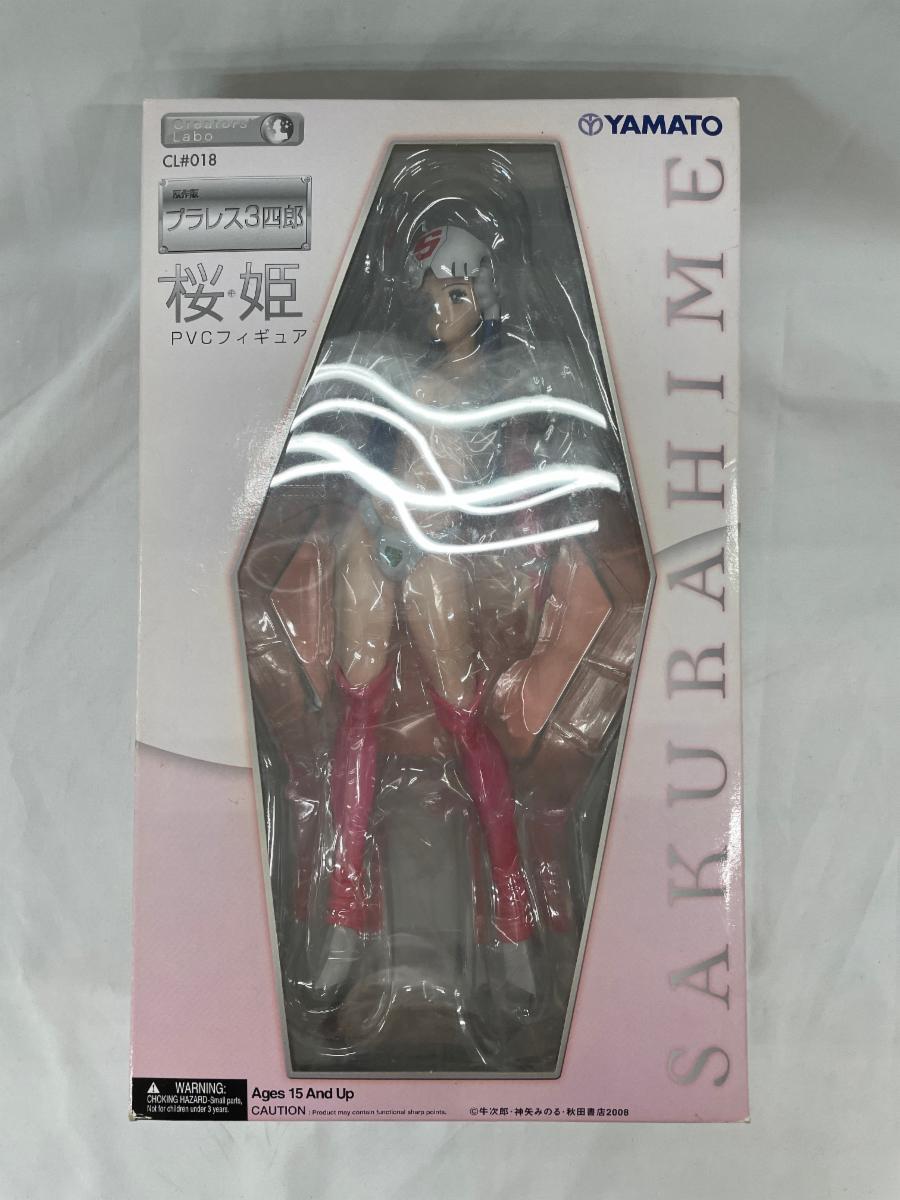 Creators'
Labo
YAMATO
CL#018
原作版
プラレス3四郎
桜姫
PVCフィギュア
S
SAKURAHIME
WARNING:
CHOKING HAZARD-Small parts,
Not for children under 3 years.
Ages 15 And Up
CAUTION : Product may contain functional sharp points.
©牛次郎・神矢みのる・秋田書店2008